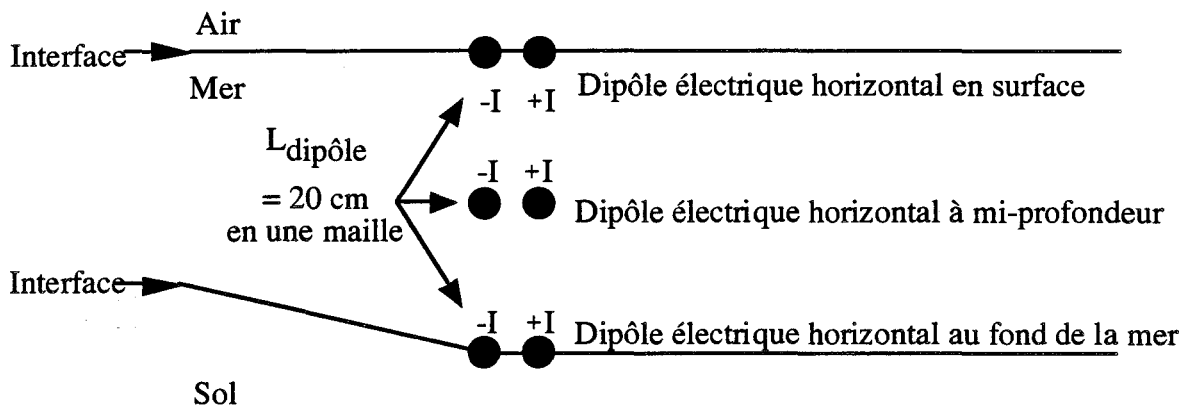 Air
Interface
Mer
Dipôle électrique horizontal en surface
-I +I
L dipôle
= 20 cm
en une maille
-I +I
Dipôle électrique horizontal à mi-profondeur
Interface
-I +I
Dipôle électrique horizontal au fond de la mer
Sol